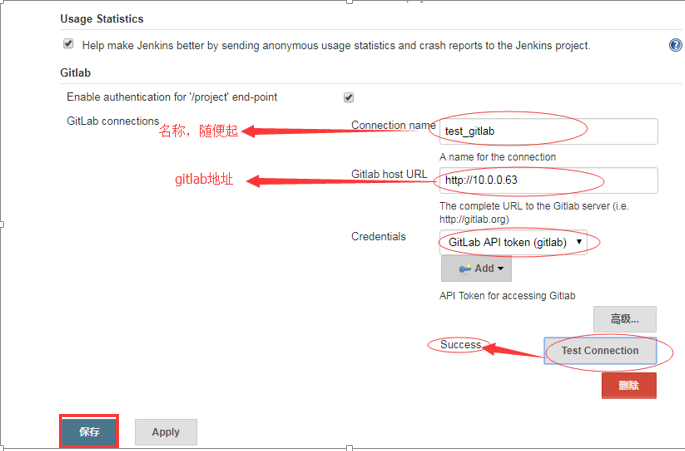 Usage Statistics
Help make Jenkins better by sending anonymous usage statistics and crash reports to the Jenkins project.
Gitlab
Enable authentication for '/project' end-point
GitLab connections
名称，随便起
Connection name
test_gitlab
A name for the connection
gitlab地址
Gitlab host URL
http://10.0.0.63
The complete URL to the Gitlab server (i.e.
http://gitlab.org)
Credentials
GitLab API token (gitlab)
Add
API Token for accessing Gitlab
高级...
Success
Test Connection
删除
保存
Apply